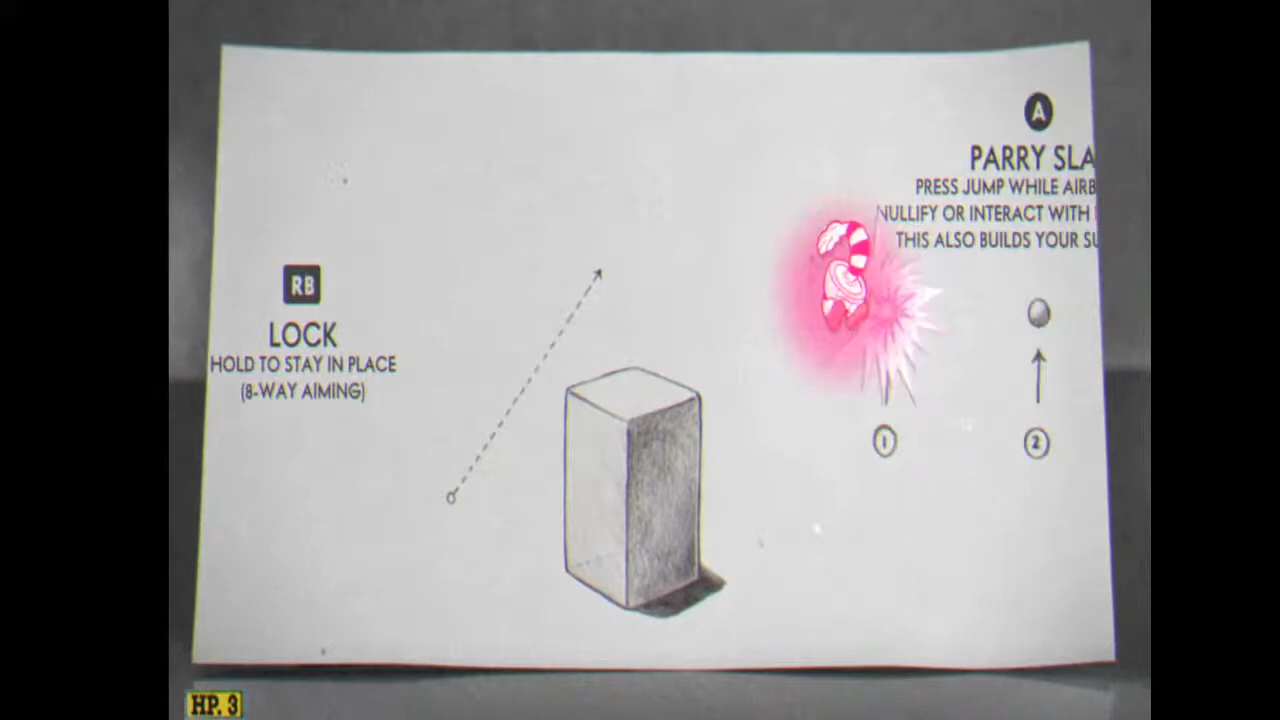 RB
LOCK
HOLD TO STAY IN PLACE
(8-WAY AIMING)
A
PARRY SLA
PRESS JUMP WHILE AIRB
NULLIFY OR INTERACT WITH
THIS ALSO BUILDS YOUR SU
1
2
HP. 3